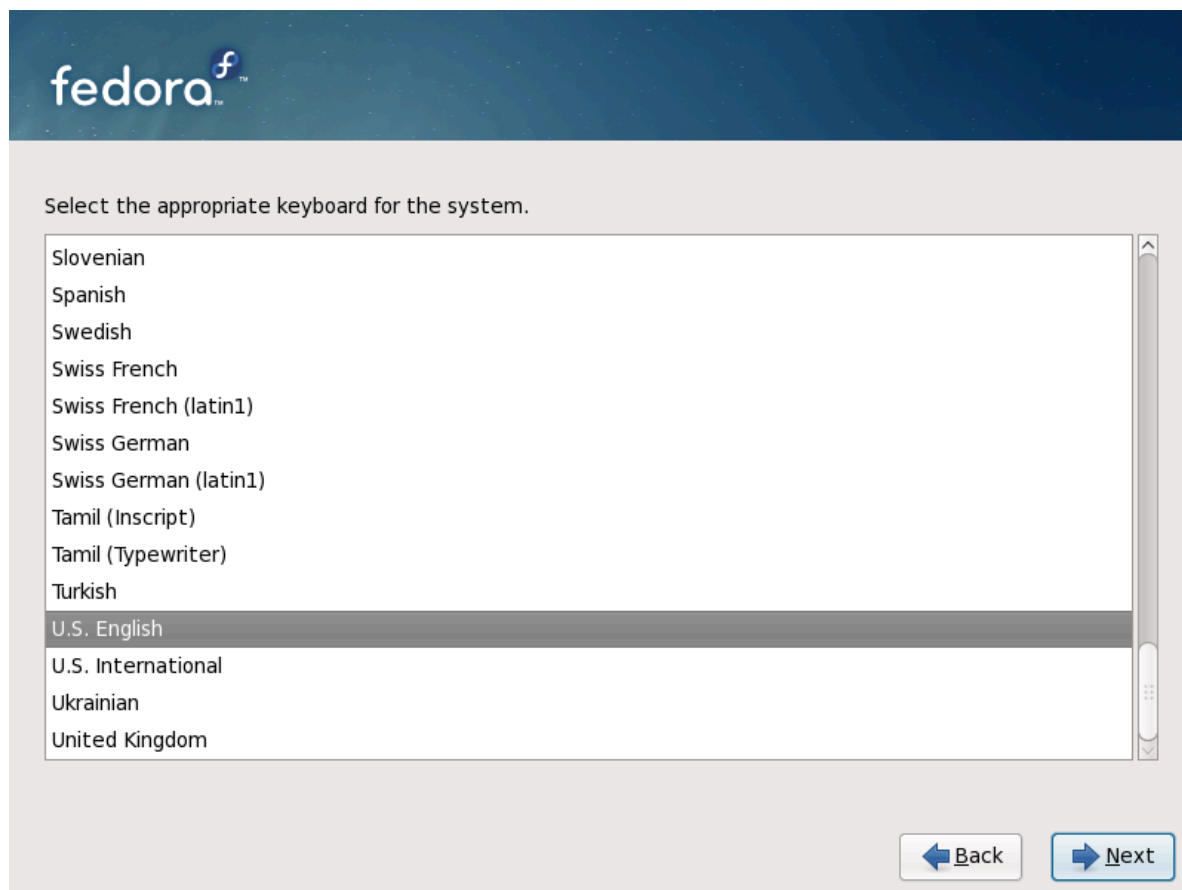 fedora
Select the appropriate keyboard for the system.
Slovenian
Spanish
Swedish
Swiss French
Swiss French (latin1)
Swiss German
Swiss German (latin1)
Tamil (Inscript)
Tamil (Typewriter)
Turkish
U.S. English
U.S. International
Ukrainian
United Kingdom
Back
Next